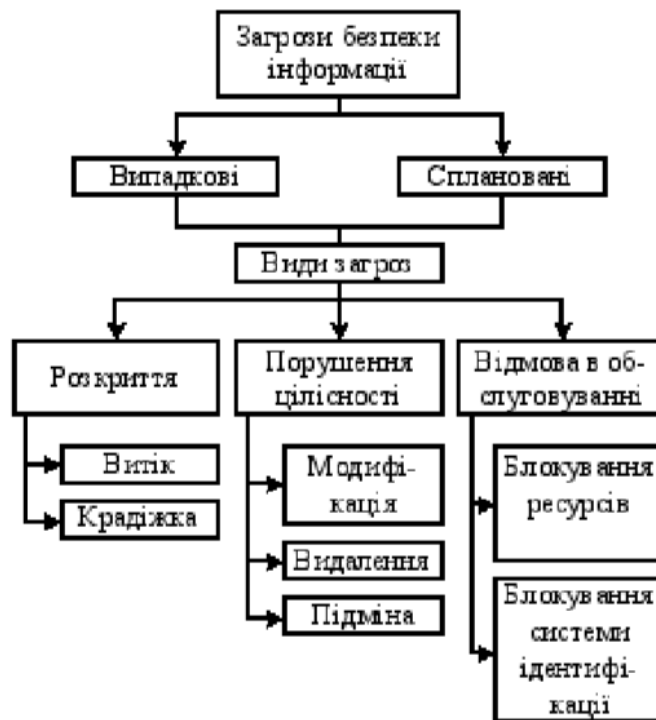 Загрози безпеки
інформації
Випадкові
Сплановані
Види загроз
Розкриття
Порушення
цілісності
Відмова в об-
слуговуванні
Витік
Крадіжка
Модифі-
кація
Видалення
Підміна
Блокування
ресурсів
Блокування
системи
ідентифі-
кації